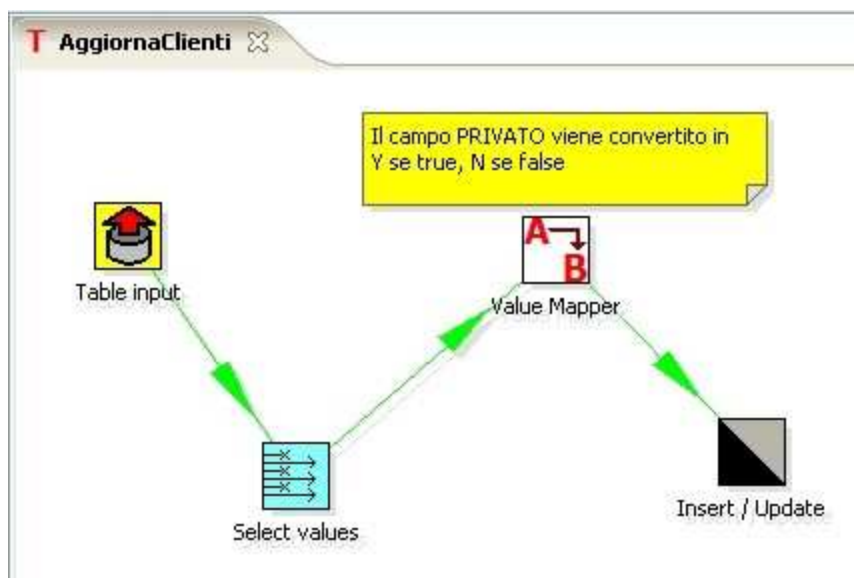 T AggiornaClienti
Il campo PRIVATO viene convertito in
Y se true, N se false
A
B
Table input
Value Mapper
Select values
Insert / Update